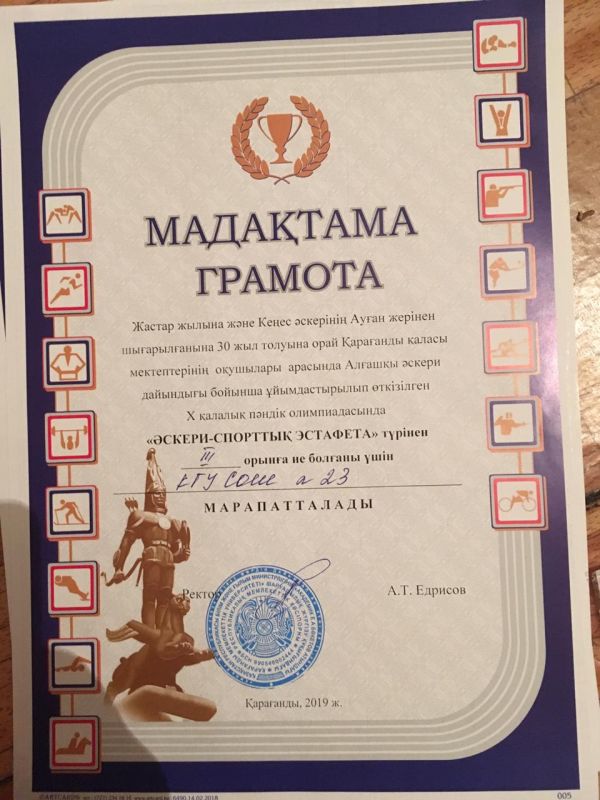 МАДАҚТАМА
ГРАМОТА
Жастар жылына және Кеңес әскерінің Ауған жерінен
шығарылғанына 30 жыл толуына орай Қарағанды қаласы
мектептерінің оқушылары арасында Алғашқы әскери
дайындығы бойынша ұйымдастырылып өткізілген
X қалалық пәндік олимпиадасында
«ӘСКЕРИ-СПОРТТЫҚ ЭСТАФЕТА» түрінен
III орынға ие болғаны үшін
КГУ СОШ 23
МАРАПАТТАЛАДЫ
Ректор А.Т. Едрисов
Қарағанды, 2019 ж.
005